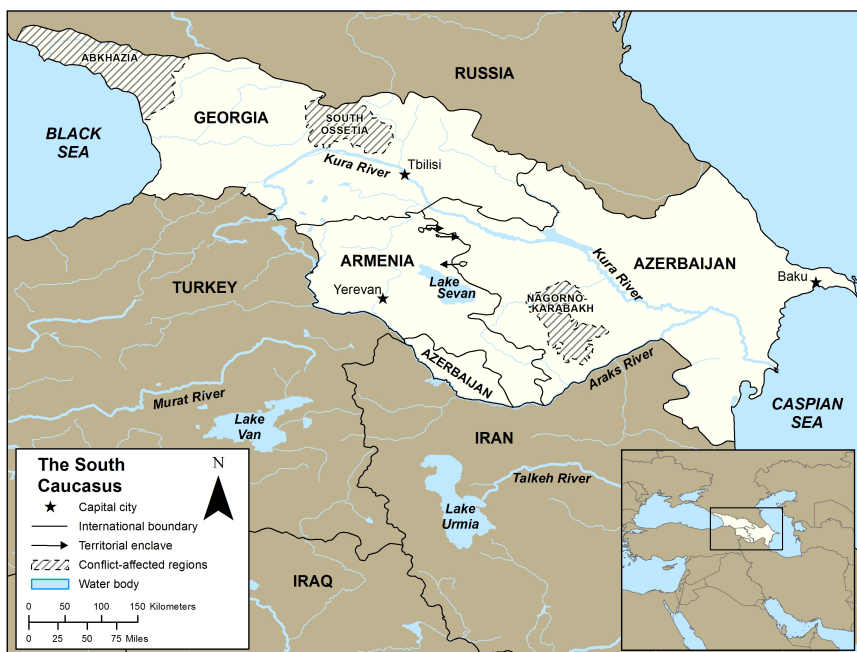 ABKHAZIA
RUSSIA
GEORGIA
SOUTH
OSSETIA
BLACK
SEA
Kura River
Tbilisi
ARMENIA
Kura River
AZERBAIJAN
Baku
TURKEY
Yerevan
Lake
Sevan
NAGORNO-
KARABAKH
AZERBAIJAN
Araks River
Murat River
Lake
Van
IRAN
CASPIAN
SEA
Talkeh River
Lake
Urmia
IRAQ
The South
Caucasus
N
Capital city
International boundary
Territorial enclave
Conflict-affected regions
Water body
0 50 100 150 Kilometers
0 25 50 75 Miles